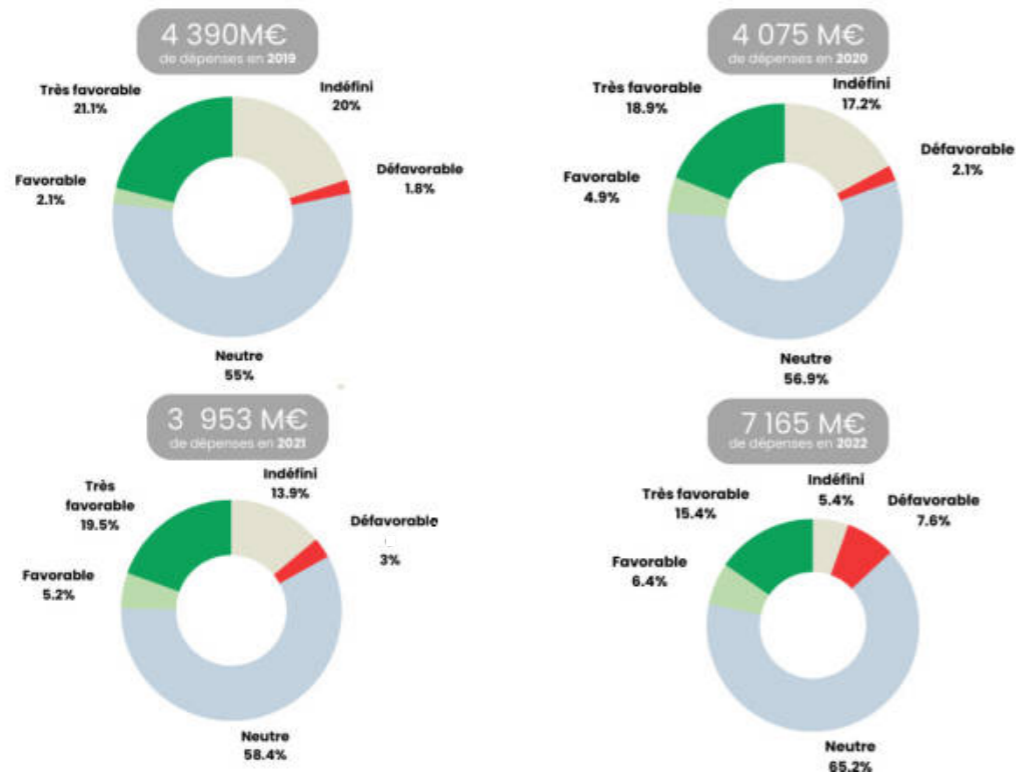 4 390M€
de dépenses en 2019
Très favorable
21.1%
Indéfini
20%
Favorable
2.1%
Défavorable
1.8%
Neutre
55%
4 075 M€
de dépenses en 2020
Très favorable
18.9%
Indéfini
17.2%
Favorable
4.9%
Défavorable
2.1%
Neutre
56.9%
3 953 M€
de dépenses en 2021
Très
favorable
19.5%
Indéfini
13.9%
Favorable
5.2%
Défavorable
3%
Neutre
58.4%
7 165 M€
de dépenses en 2022
Très favorable
15.4%
Indéfini
5.4%
Favorable
6.4%
Défavorable
7.6%
Neutre
65.2%